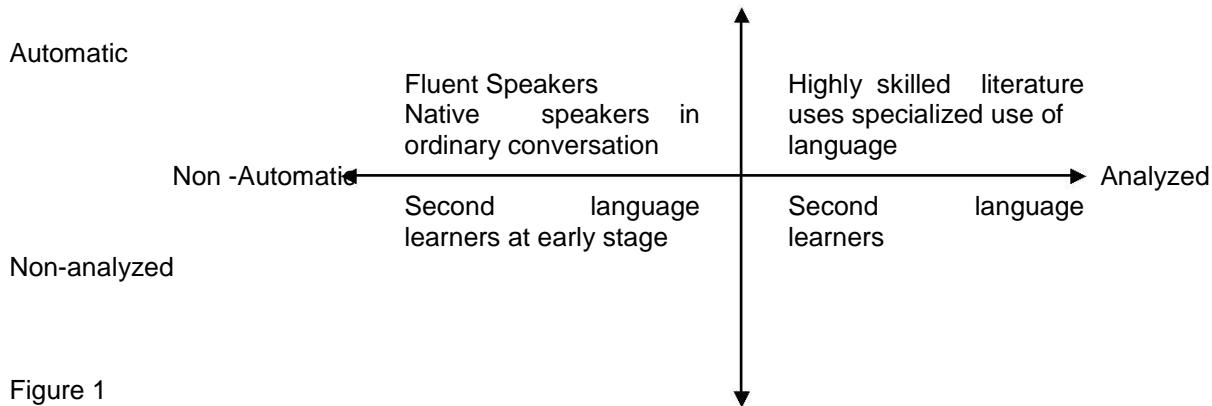 Automatic
Fluent Speakers
Native speakers in
ordinary conversation
Highly skilled literature
uses specialized use of
language
Non -Automatic
Analyzed
Second language
learners at early stage
Second language
learners
Non-analyzed
Figure 1